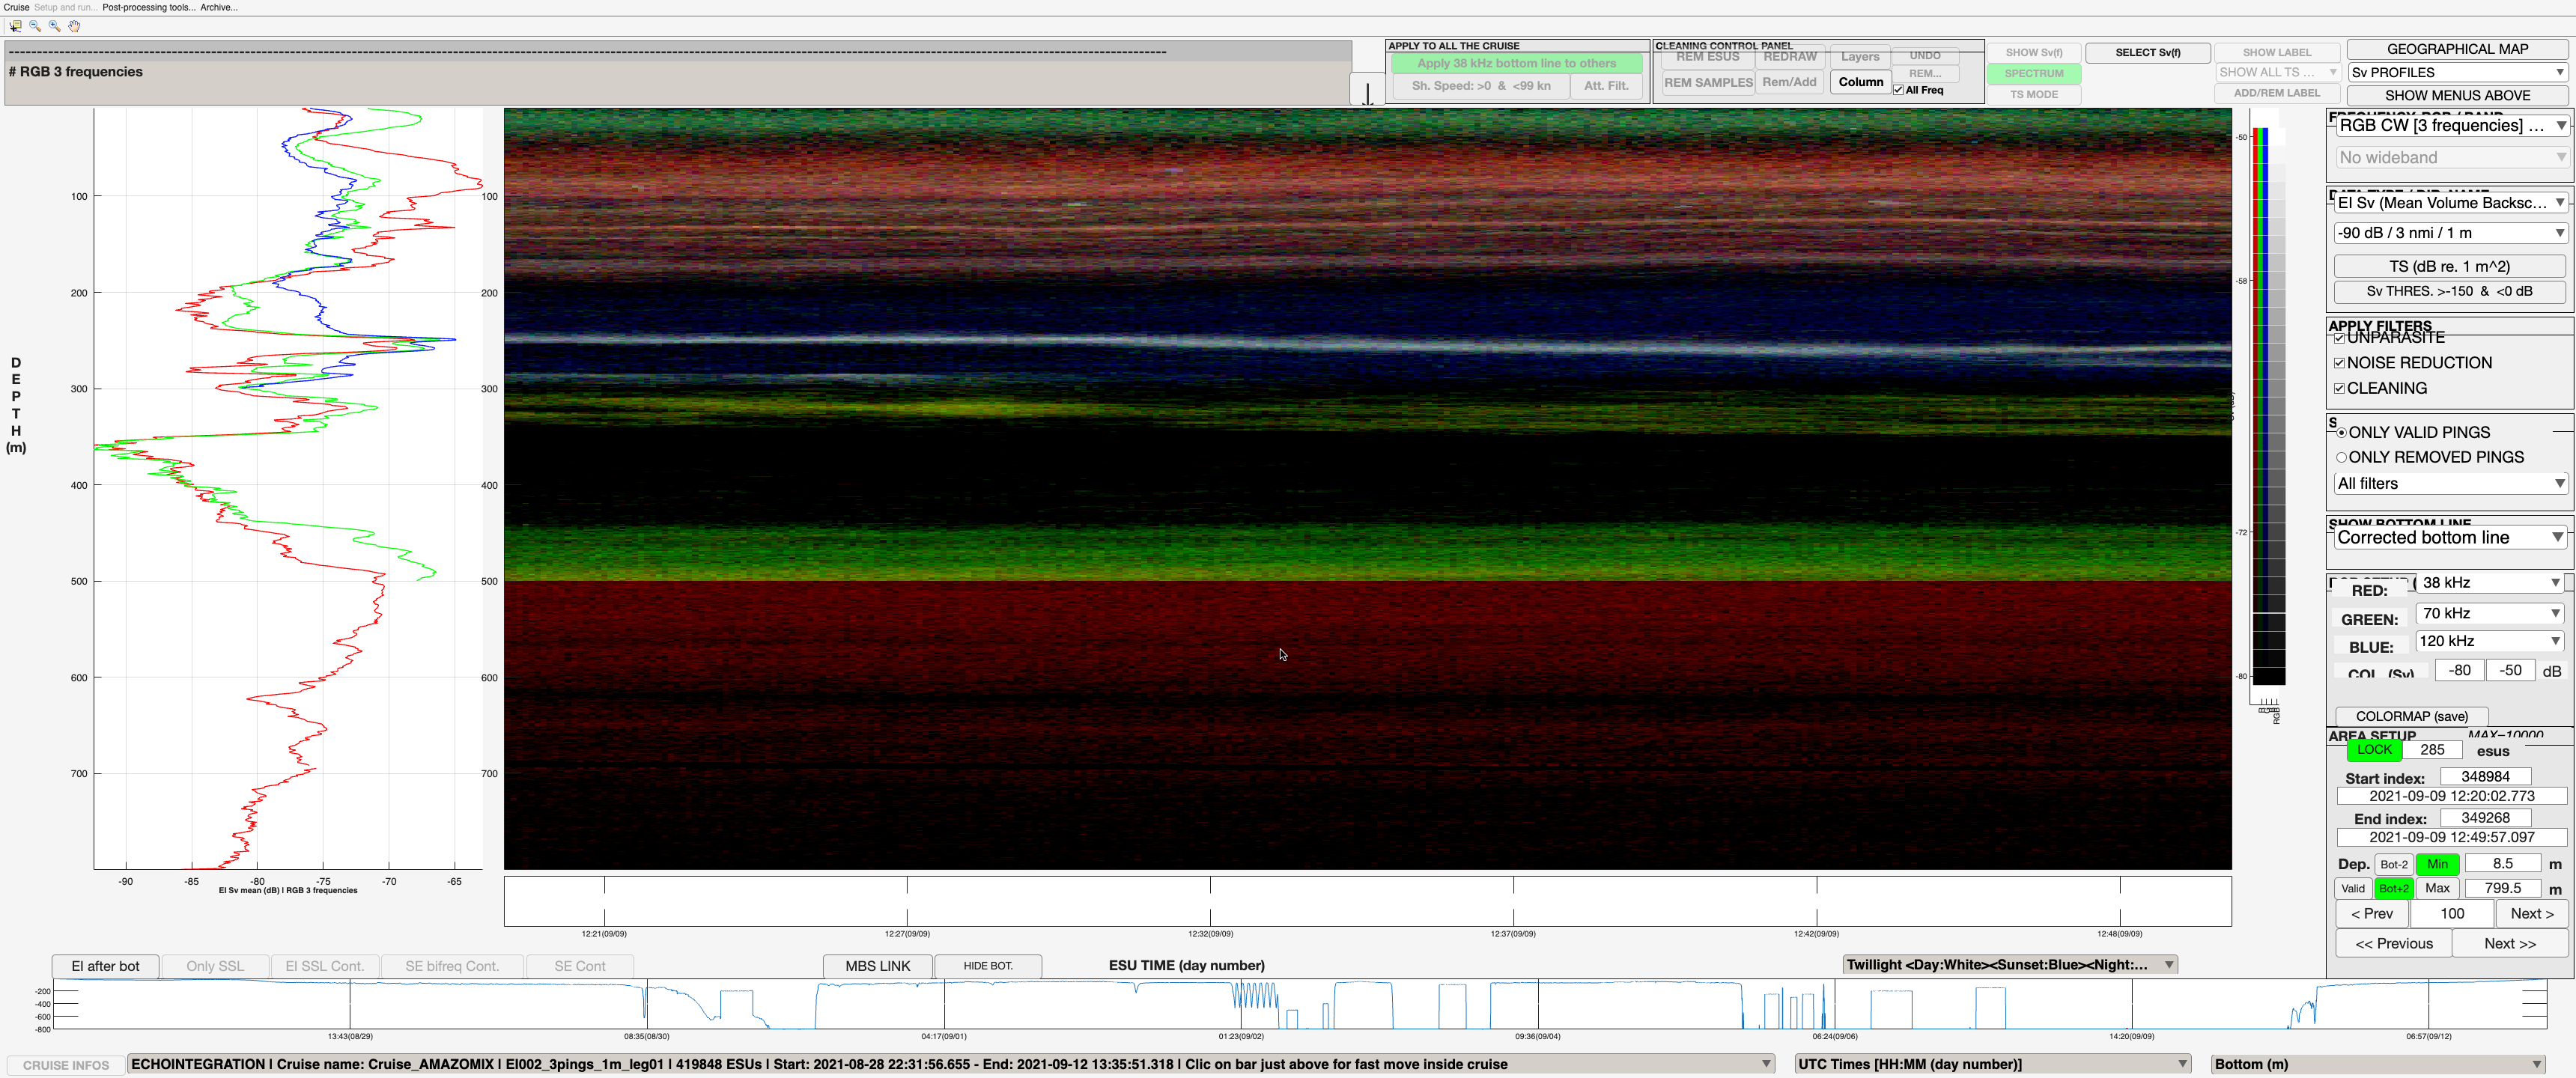 Cruise Setup and run... Post-processing tools... Archive...
# RGB 3 frequencies
APPLY TO ALL THE CRUISE
Apply 38 kHz bottom line to others
Sh. Speed: >0 & <99 kn
Att. Filt.
CLEANING CONTROL PANEL
REM ESUS
REDRAW
Layers
UNDO
REM SAMPLES
Rem/Add
Column
REM...
All Freq
SHOW Sv(f)
SPECTRUM
TS MODE
SELECT Sv(f)
SHOW LABEL
SHOW ALL TS ...
ADD/REM LABEL
GEOGRAPHICAL MAP
Sv PROFILES
SHOW MENUS ABOVE
RGB CW [3 frequencies] ...
No wideband
EI Sv (Mean Volume Backsc...
-90 dB / 3 nmi / 1 m
TS (dB re. 1 m^2)
Sv THRES. >-150 & <0 dB
APPLY FILTERS
UNPARASITE
NOISE REDUCTION
CLEANING
ONLY VALID PINGS
ONLY REMOVED PINGS
All filters
SHOW BOTTOM LINE
Corrected bottom line
RED: 38 kHz
GREEN: 70 kHz
BLUE: 120 kHz
COL. (Sv) -80 -50 dB
COLORMAP (save)
AREA SETUP MAX=10000
LOCK 285 esus
Start index: 348984
2021-09-09 12:20:02.773
End index: 349268
2021-09-09 12:49:57.097
Dep. Bot-2 Min 8.5 m
Valid Bot+2 Max 799.5 m
< Prev 100 Next >
<< Previous Next >>
DEPTH
(m)
100
200
300
400
500
600
700
-90 -85 -80 -75 -70 -65
EI Sv mean (dB) | RGB 3 frequencies
100
200
300
400
500
600
700
-50
-58
-72
-80
RGB
12:21(09/09) 12:27(09/09) 12:32(09/09) 12:37(09/09) 12:42(09/09) 12:48(09/09)
EI after bot
Only SSL
EI SSL Cont.
SE bifreq Cont.
SE Cont
MBS LINK
HIDE BOT.
ESU TIME (day number)
Twillight <Day:White><Sunset:Blue><Night:...
-200
-400
-600
-800
13:43(08/29) 08:35(08/30) 04:17(09/01) 01:23(09/02) 09:36(09/04) 06:24(09/06) 14:20(09/09) 06:57(09/12)
CRUISE INFOS
ECHOINTEGRATION | Cruise name: Cruise_AMAZOMIX | EI002_3pings_1m_leg01 | 419848 ESUs | Start: 2021-08-28 22:31:56.655 - End: 2021-09-12 13:35:51.318 | Clic on bar just above for fast move inside cruise
UTC Times [HH:MM (day number)]
Bottom (m)